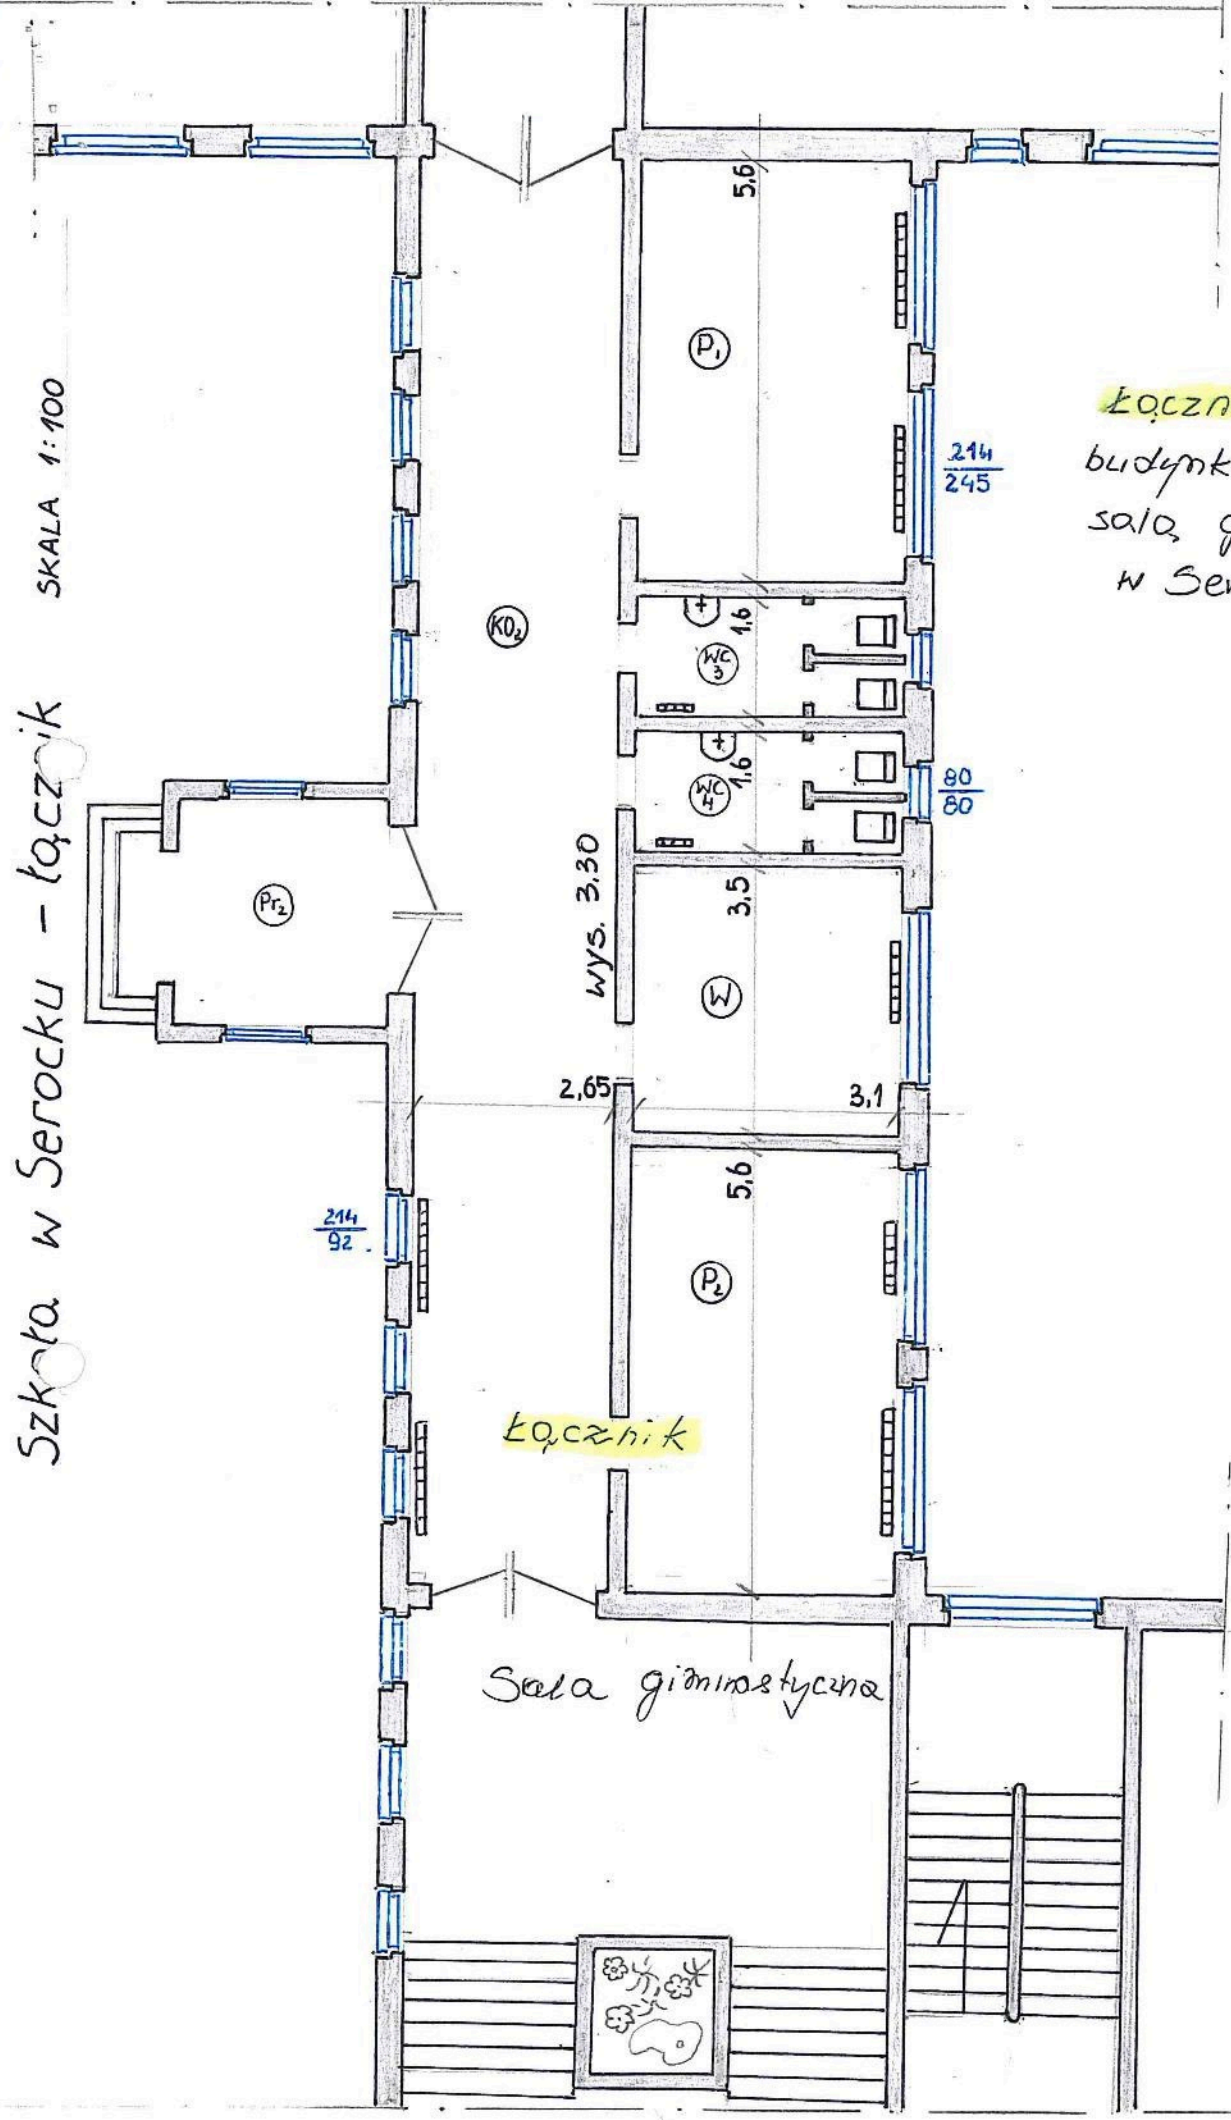 Szkoła w Serocku - łącznik SKALA 1:100
5,6
P1
Łączn
budynk
salą g
w Ser
214
245
KO2
1,6
WC
3
1,6
WC
4
80
80
Pr2
wys. 3.30
3,5
W
2,65
3,1
5,6
214
92
P2
Łącznik
Sala gimnastyczna